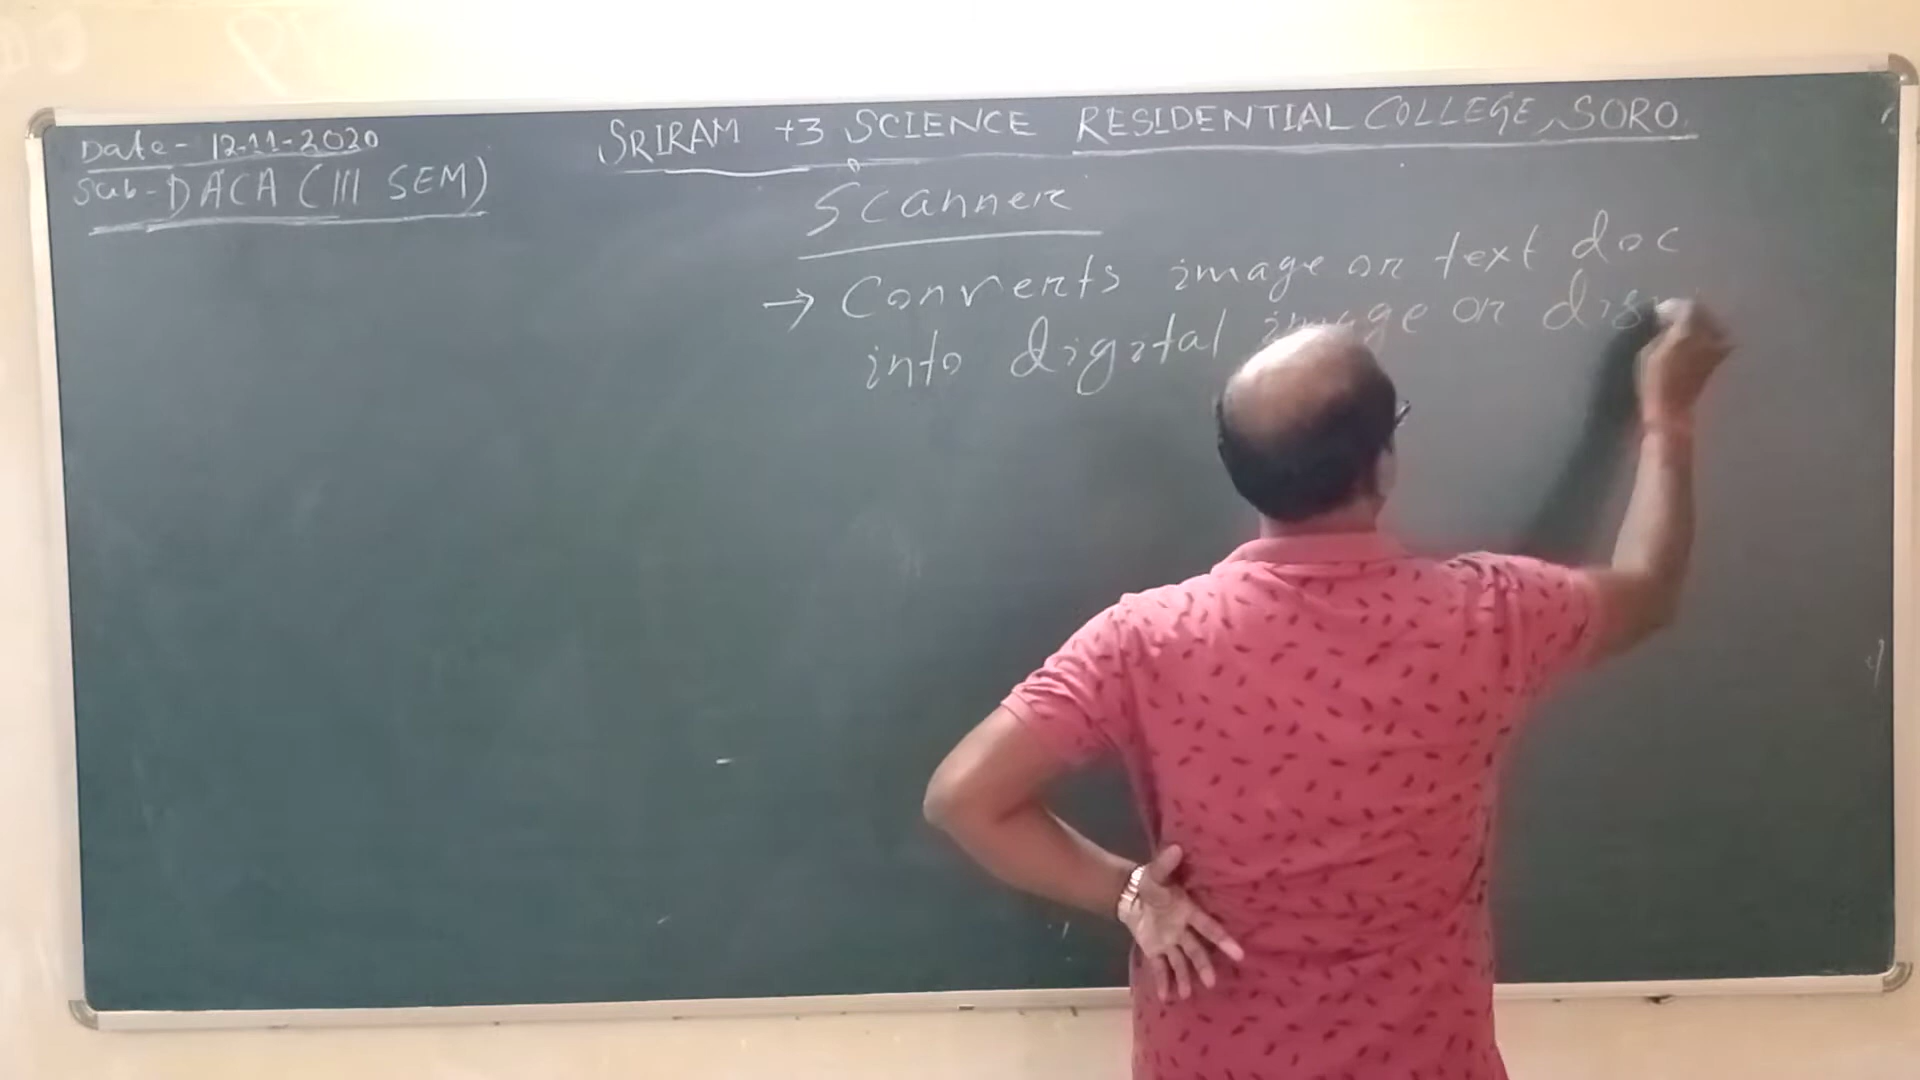 Date- 12-11-2020
SRIRAM +3 SCIENCE RESIDENTIAL COLLEGE, SORO.
Sub-DACA (III SEM)
Scanner
→ Converts image or text doc
into digital image or